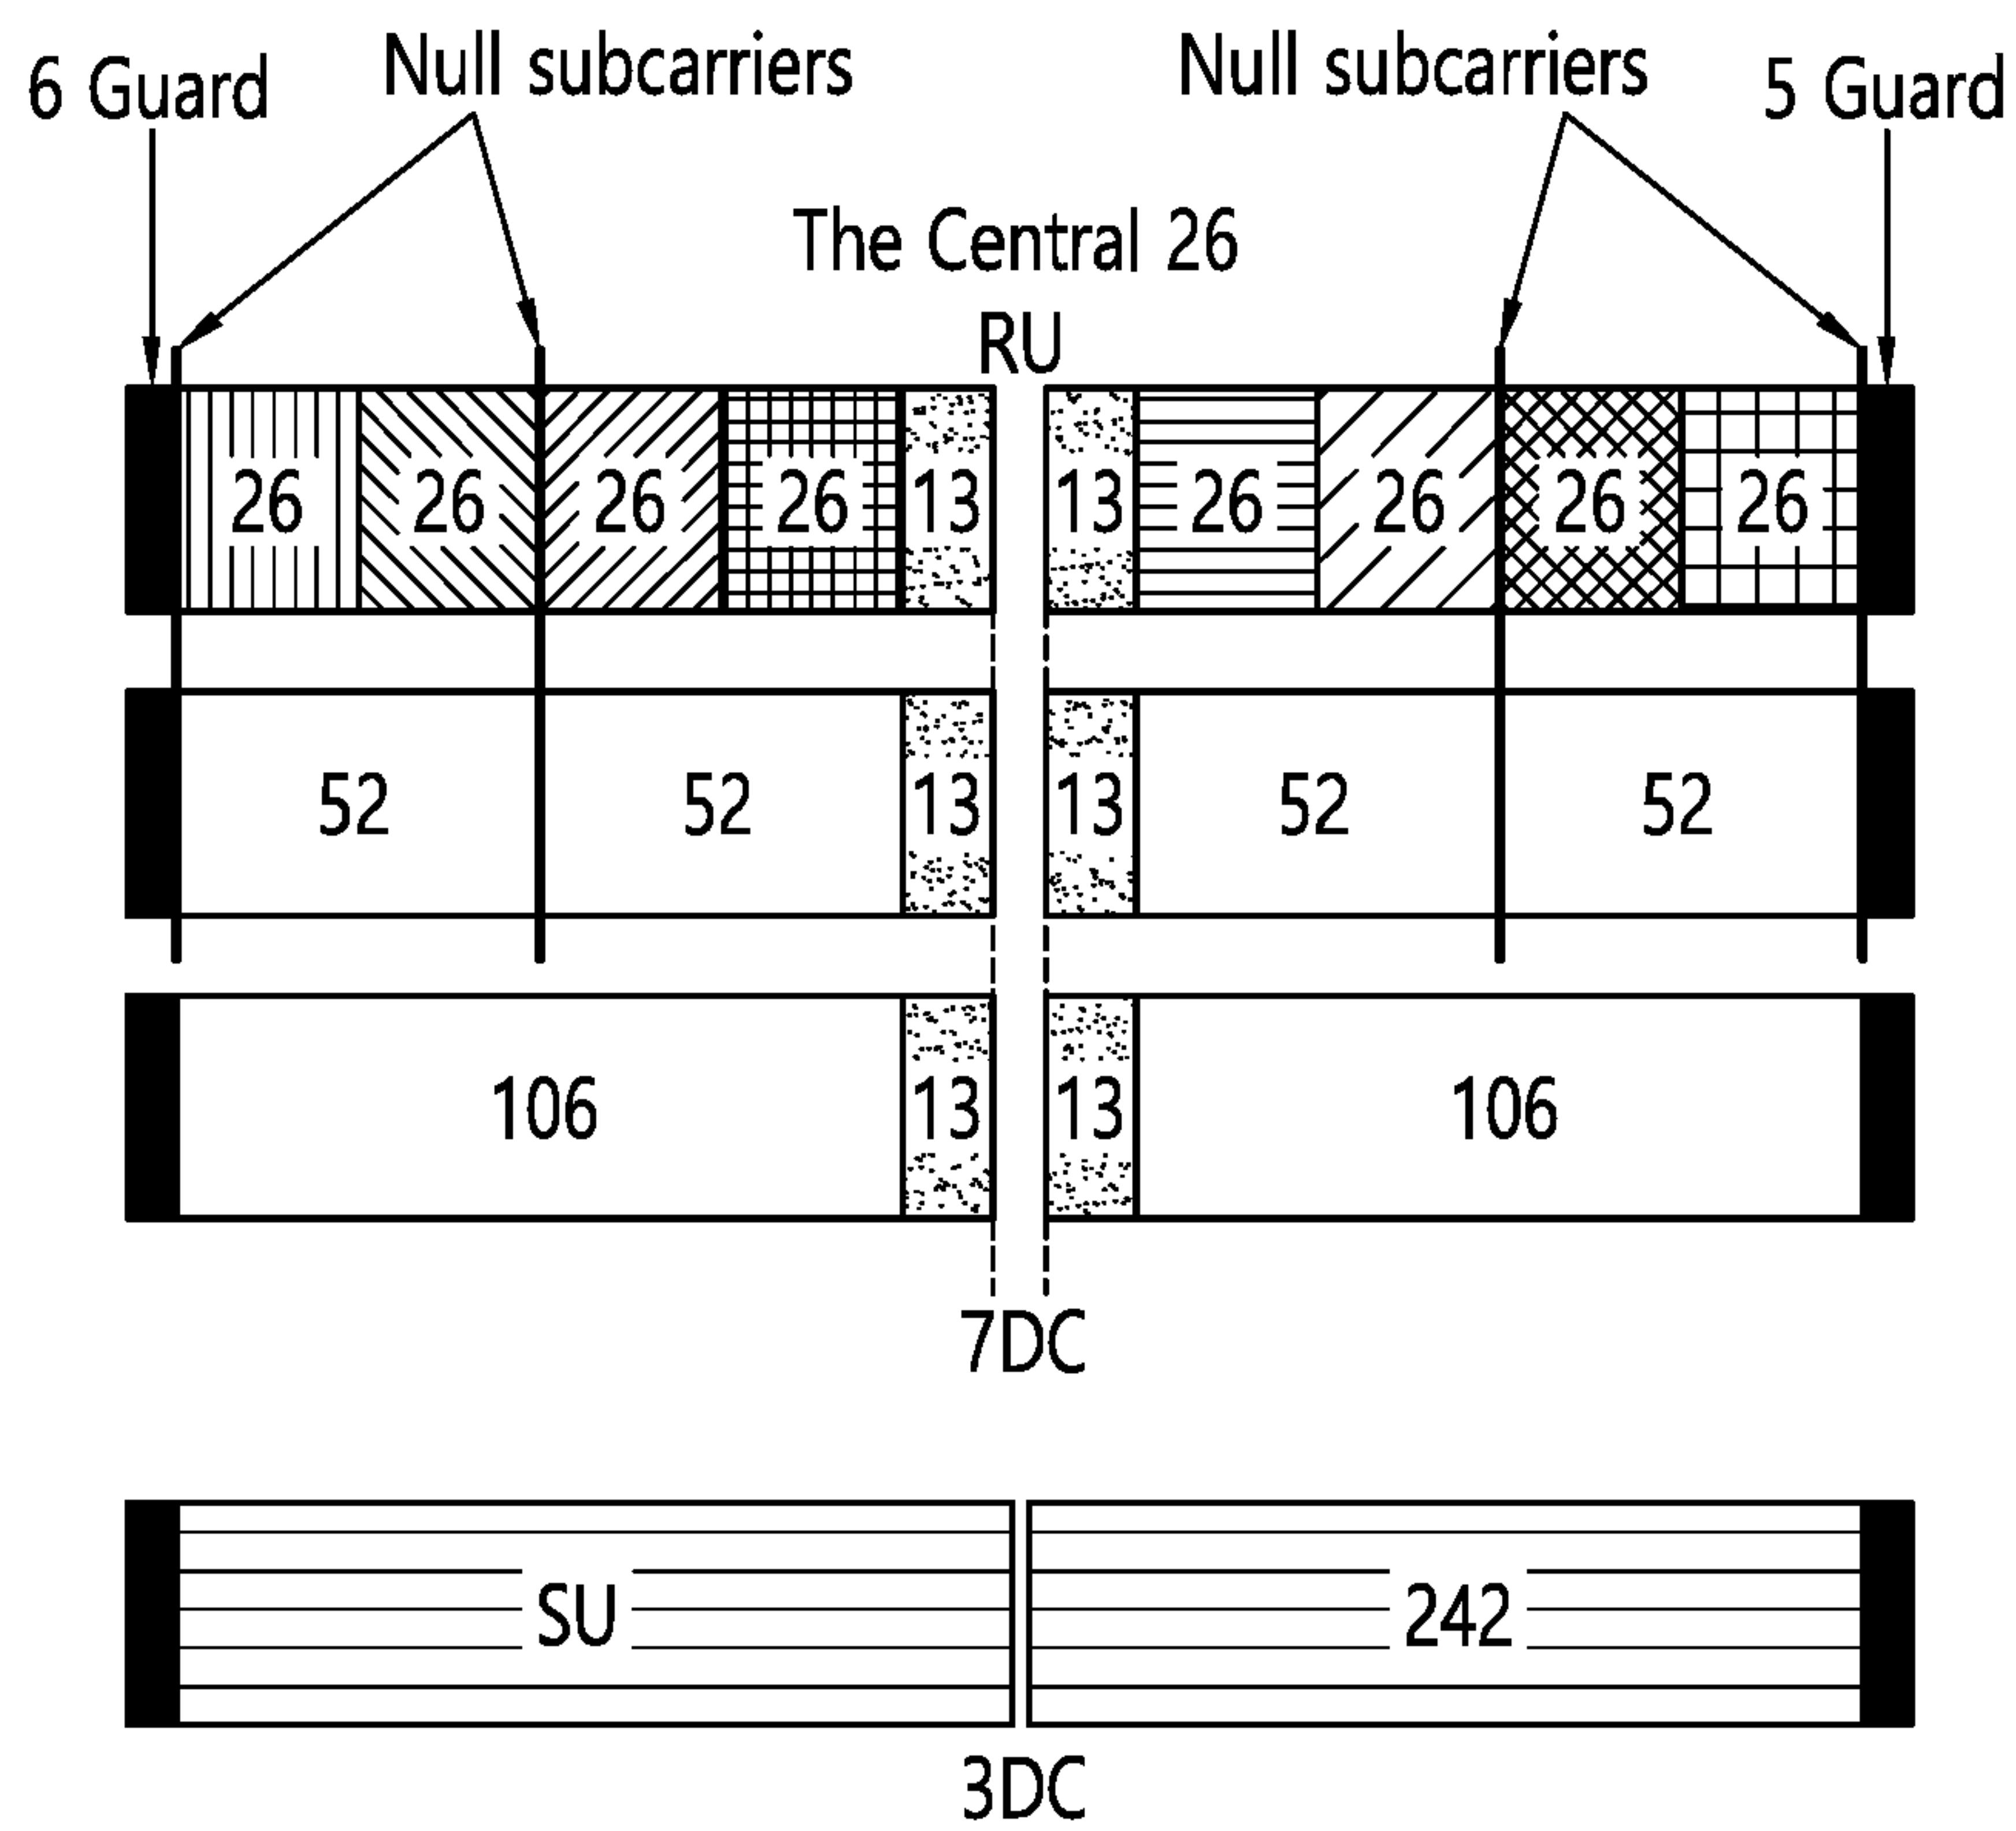 6 Guard
Null subcarriers
Null subcarriers
5 Guard
The Central 26
RU
26 26 26 26 13 13 26 26 26 26
52 52 13 13 52 52
106 13 13 106
7DC
SU 242
3DC